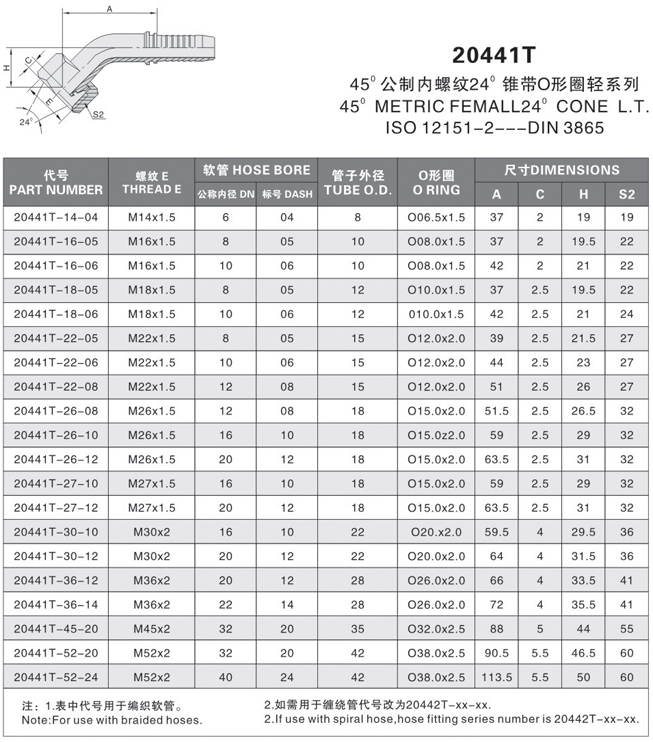 A
C
H
E
24°
S2
20441T
45° 公制内螺纹24° 锥带O形圈轻系列
45° METRIC FEMALL24° CONE L.T.
ISO 12151-2---DIN 3865
代号 PART NUMBER 螺纹 E THREAD E 软管 HOSE BORE 管子外径 TUBE O.D. O形圈 O RING 尺寸DIMENSIONS
公称内径 DN 标号 DASH A C H S2
20441T-14-04 M14x1.5 6 04 8 O06.5x1.5 37 2 19 19
20441T-16-05 M16x1.5 8 05 10 O08.0x1.5 37 2 19.5 22
20441T-16-06 M16x1.5 10 06 10 O08.0x1.5 42 2 21 22
20441T-18-05 M18x1.5 8 05 12 O10.0x1.5 37 2.5 19.5 22
20441T-18-06 M18x1.5 10 06 12 010.0x1.5 42 2.5 21 24
20441T-22-05 M22x1.5 8 05 15 O12.0x2.0 39 2.5 21.5 27
20441T-22-06 M22x1.5 10 06 15 O12.0x2.0 44 2.5 23 27
20441T-22-08 M22x1.5 12 08 15 O12.0x2.0 51 2.5 26 27
20441T-26-08 M26x1.5 12 08 18 O15.0x2.0 51.5 2.5 26.5 32
20441T-26-10 M26x1.5 16 10 18 O15.0z2.0 59 2.5 29 32
20441T-26-12 M26x1.5 20 12 18 O15.0x2.0 63.5 2.5 31 32
20441T-27-10 M27x1.5 16 10 18 O15.0x2.0 59 2.5 29 32
20441T-27-12 M27x1.5 20 12 18 O15.0x2.0 63.5 2.5 31 32
20441T-30-10 M30x2 16 10 22 O20.x2.0 59.5 4 29.5 36
20441T-30-12 M30x2 20 12 22 O20.0x2.0 64 4 31.5 36
20441T-36-12 M36x2 20 12 28 O26.0x2.0 66 4 33.5 41
20441T-36-14 M36x2 22 14 28 O26.0x2.0 72 4 35.5 41
20441T-45-20 M45x2 32 20 35 O32.0x2.5 88 5 44 55
20441T-52-20 M52x2 32 20 42 O38.0x2.5 90.5 5.5 46.5 60
20441T-52-24 M52x2 40 24 42 O38.0x2.5 113.5 5.5 50 60
注：1.表中代号用于编织软管。 2.如需用于缠绕管代号改为20442T-xx-xx.
Note:For use with braided hoses. 2.If use with spiral hose,hose fitting series number is 20442T-xx-xx.